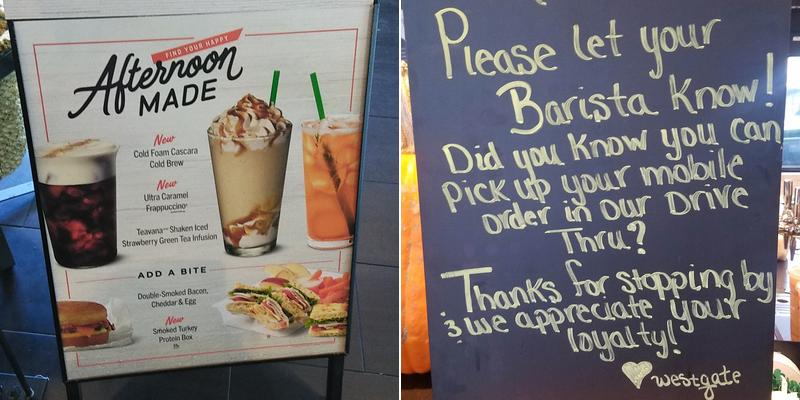 FIND YOUR HAPPY
Afternoon
MADE
New
Cold Foam Cascara
Cold Brew
New
Ultra Caramel
Frappuccino®
Teavana™ Shaken Iced
Strawberry Green Tea Infusion
ADD A BITE
Double-Smoked Bacon,
Cheddar & Egg
New
Smoked Turkey
Protein Box
Please let your
Barista Know!
Did you know you can
pick up your mobile
order in our Drive
Thru?
Thanks for stopping by
& we appreciate your
loyalty!
westgate